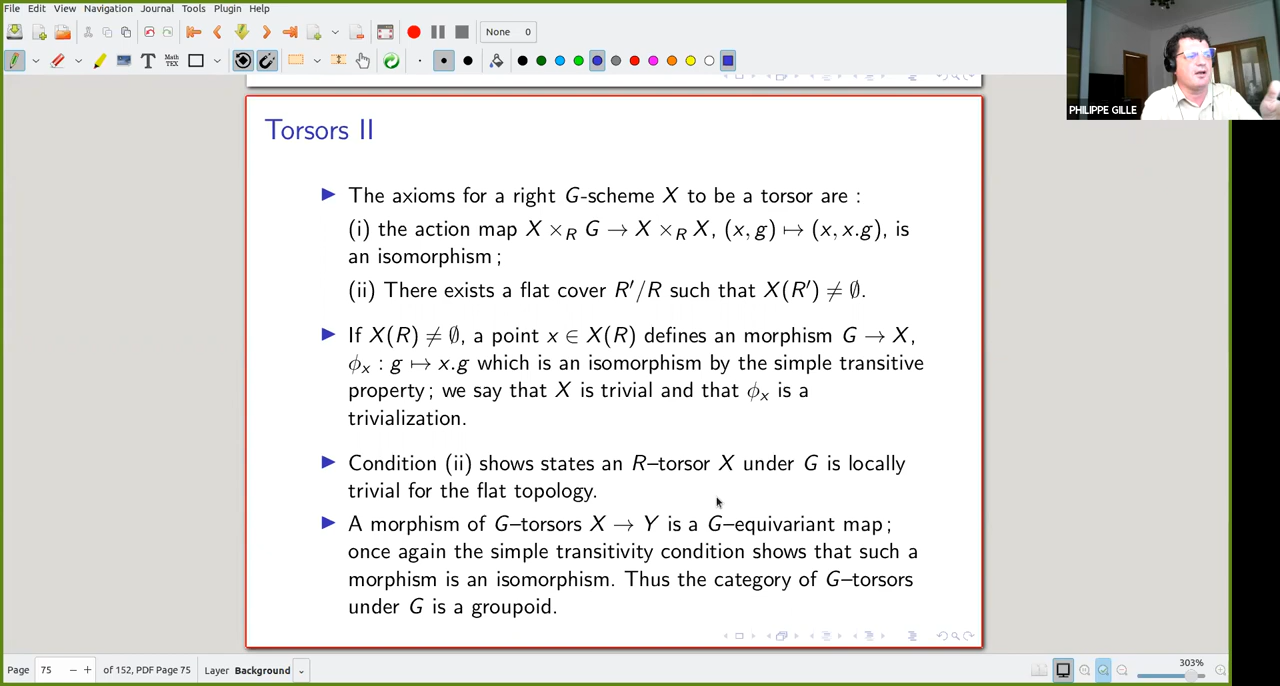 File Edit View Navigation Journal Tools Plugin Help
None 0
Math
TEX
T
PHILIPPE GILLE
Torsors II
▶ The axioms for a right G-scheme X to be a torsor are :
(i) the action map X ×_R G → X ×_R X, (x, g) ↦ (x, x.g), is
an isomorphism ;
(ii) There exists a flat cover R′/R such that X(R′) ≠ ∅.
▶ If X(R) ≠ ∅, a point x ∈ X(R) defines an morphism G → X,
ϕ_x : g ↦ x.g which is an isomorphism by the simple transitive
property ; we say that X is trivial and that ϕ_x is a
trivialization.
▶ Condition (ii) shows states an R–torsor X under G is locally
trivial for the flat topology.
▶ A morphism of G–torsors X → Y is a G–equivariant map ;
once again the simple transitivity condition shows that such a
morphism is an isomorphism. Thus the category of G–torsors
under G is a groupoid.
Page 75 − + of 152, PDF Page 75 Layer Background
303%